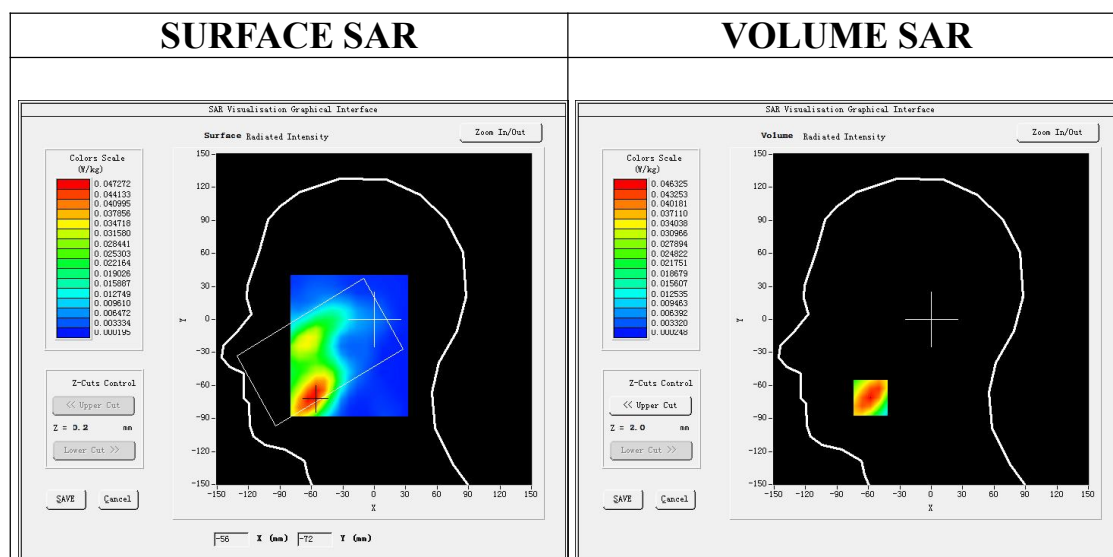 SURFACE SAR
VOLUME SAR
SAR Visualisation Graphical Interface
Surface Radiated Intensity
Zoom In/Out
Colors Scale
(W/kg)
0.047272
0.044133
0.040995
0.037856
0.034718
0.031580
0.028441
0.025303
0.022164
0.019026
0.015887
0.012749
0.009610
0.006472
0.003334
0.000195
Z-Cuts Control
<< Upper Cut
Z = 3.2 mm
Lower Cut >>
SAVE Cancel
150
120
90
60
30
0
-30
-60
-90
-120
-150
Y
-150 -120 -90 -60 -30 0 30 60 90 120 150
X
-56 X (mm) -72 Y (mm)
SAR Visualisation Graphical Interface
Volume Radiated Intensity
Zoom In/Out
Colors Scale
(W/kg)
0.046325
0.043253
0.040181
0.037110
0.034038
0.030966
0.027894
0.024822
0.021751
0.018679
0.015607
0.012535
0.009463
0.006392
0.003320
0.000248
Z-Cuts Control
<< Upper Cut
Z = 2.0 mm
Lower Cut >>
SAVE Cancel
150
120
90
60
30
0
-30
-60
-90
-120
-150
Y
-150 -120 -90 -60 -30 0 30 60 90 120 150
X